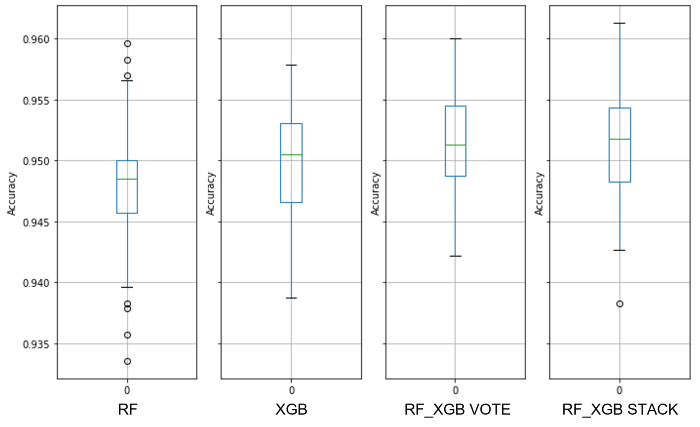 0.960
0.955
0.950
0.945
0.940
0.935
Accuracy
Accuracy
Accuracy
Accuracy
0 0 0 0
RF XGB RF_XGB VOTE RF_XGB STACK